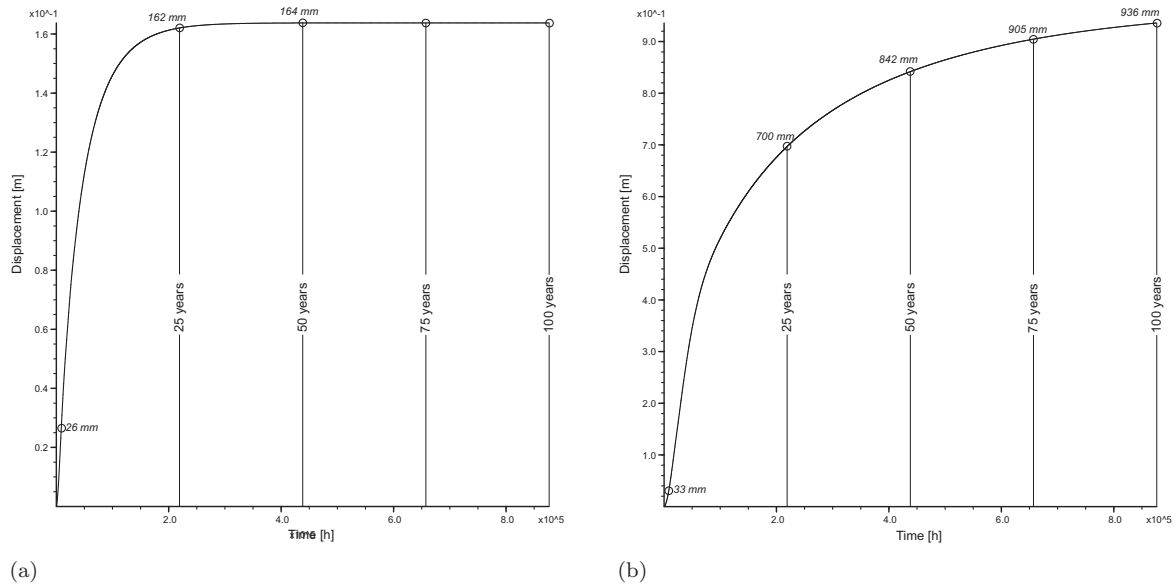 x10^-1
162 mm
164 mm
1.6
1.4
1.2
1.0
0.8
0.6
0.4
0.2
26 mm
Displacement [m]
25 years
50 years
75 years
100 years
2.0
4.0
6.0
8.0
x10^5
Time [h]
(a)
x10^-1
936 mm
905 mm
842 mm
700 mm
9.0
8.0
7.0
6.0
5.0
4.0
3.0
2.0
1.0
33 mm
Displacement [m]
25 years
50 years
75 years
100 years
2.0
4.0
6.0
8.0
x10^5
Time [h]
(b)